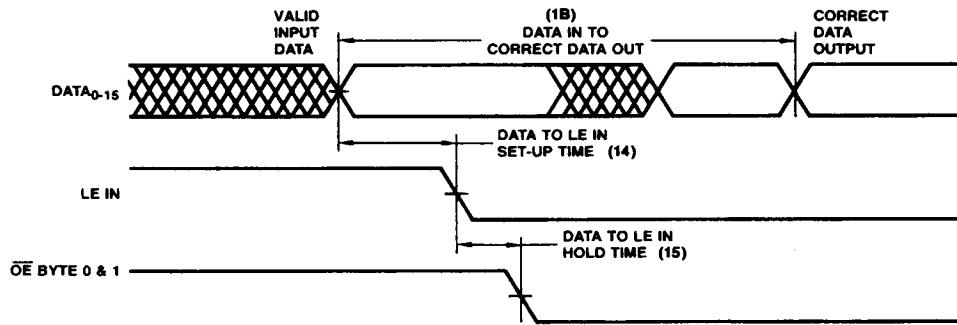 VALID
INPUT
DATA
(1B)
DATA IN TO
CORRECT DATA OUT
CORRECT
DATA
OUTPUT
DATA0-15
DATA TO LE IN
SET-UP TIME (14)
LE IN
DATA TO LE IN
HOLD TIME (15)
O̅E̅ BYTE 0 & 1